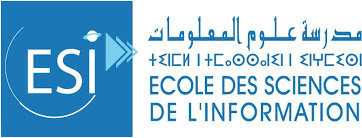 ESi
مدرسة علوم المعلومات
ECOLE DES SCIENCES
DE L'INFORMATION